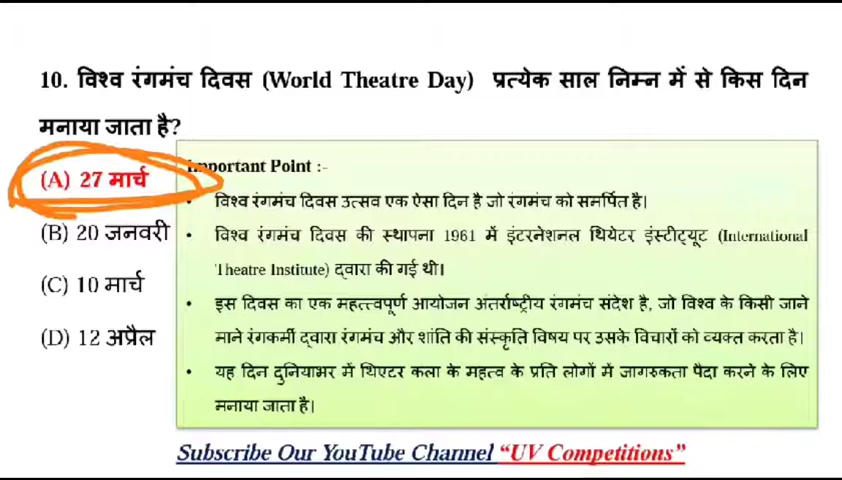 10. विश्व रंगमंच दिवस (World Theatre Day) प्रत्येक साल निम्न में से किस दिन
मनाया जाता है?
(A) 27 मार्च
(B) 20 जनवरी
(C) 10 मार्च
(D) 12 अप्रैल
Important Point :-
• विश्व रंगमंच दिवस उत्सव एक ऐसा दिन है जो रंगमंच को समर्पित है।
• विश्व रंगमंच दिवस की स्थापना 1961 में इंटरनेशनल थियेटर इंस्टीट्यूट (International
Theatre Institute) द्वारा की गई थी।
• इस दिवस का एक महत्त्वपूर्ण आयोजन अंतर्राष्ट्रीय रंगमंच संदेश है, जो विश्व के किसी जाने
माने रंगकर्मी द्वारा रंगमंच और शांति की संस्कृति विषय पर उसके विचारों को व्यक्त करता है।
• यह दिन दुनियाभर में थिएटर कला के महत्व के प्रति लोगों में जागरुकता पैदा करने के लिए
मनाया जाता है।
Subscribe Our YouTube Channel “UV Competitions”